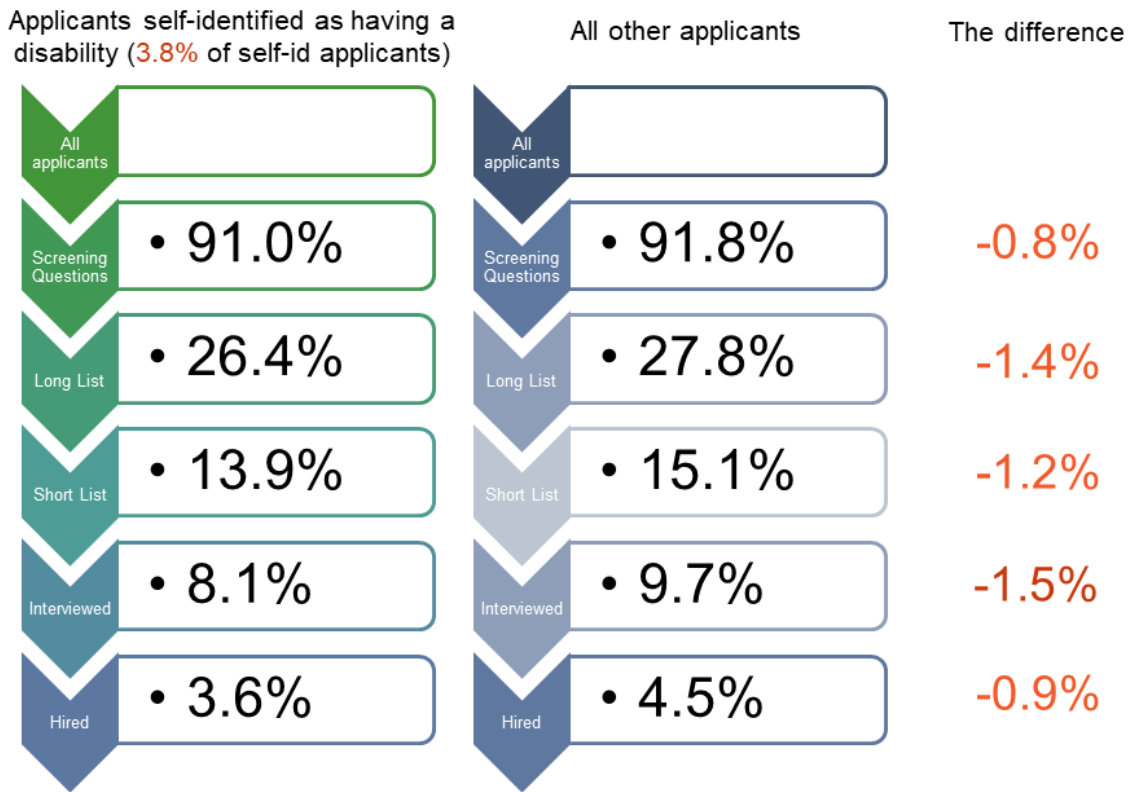 Applicants self-identified as having a
disability (3.8% of self-id applicants)
All other applicants
The difference
All
applicants
All
applicants
Screening
Questions
• 91.0%
Screening
Questions
• 91.8%
-0.8%
Long List
• 26.4%
Long List
• 27.8%
-1.4%
Short List
• 13.9%
Short List
• 15.1%
-1.2%
Interviewed
• 8.1%
Interviewed
• 9.7%
-1.5%
Hired
• 3.6%
Hired
• 4.5%
-0.9%